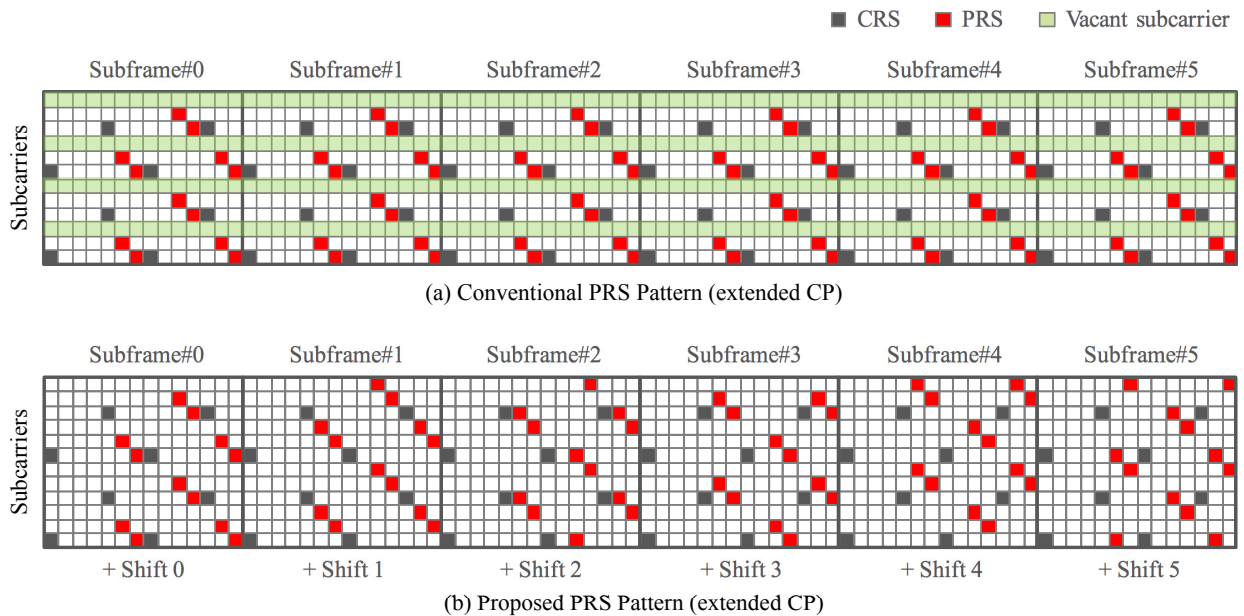 CRS PRS Vacant subcarrier
Subframe#0 Subframe#1 Subframe#2 Subframe#3 Subframe#4 Subframe#5
Subcarriers
(a) Conventional PRS Pattern (extended CP)
Subframe#0 Subframe#1 Subframe#2 Subframe#3 Subframe#4 Subframe#5
Subcarriers
+ Shift 0 + Shift 1 + Shift 2 + Shift 3 + Shift 4 + Shift 5
(b) Proposed PRS Pattern (extended CP)